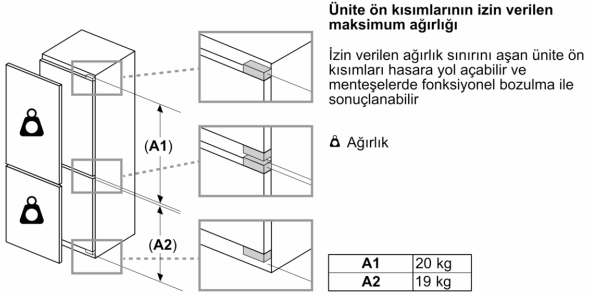 Ünite ön kısımlarının izin verilen
maksimum ağırlığı
İzin verilen ağırlık sınırını aşan ünite ön
kısımları hasara yol açabilir ve
menteşelerde fonksiyonel bozulma ile
sonuçlanabilir
Ağırlık
(A1)
(A2)
A1 20 kg
A2 19 kg